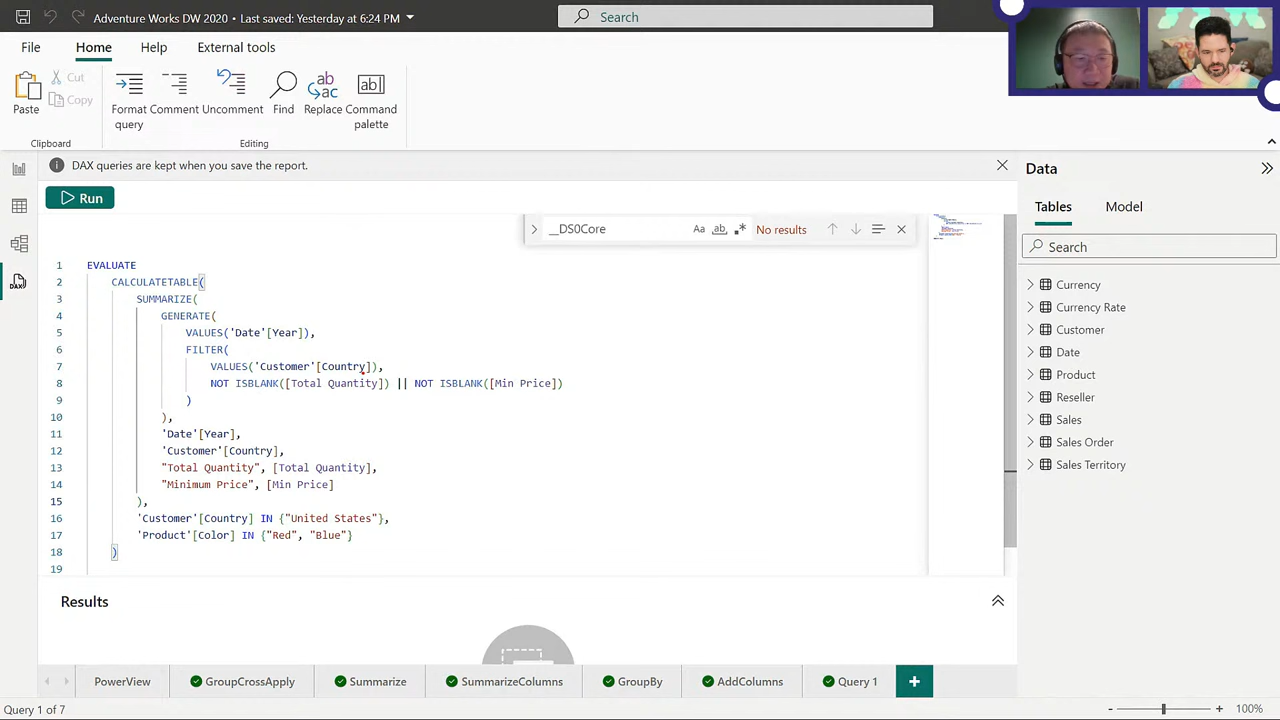 Adventure Works DW 2020 • Last saved: Yesterday at 6:24 PM
Search
File Home Help External tools
Paste Cut Copy Format query Comment Uncomment Find Replace Command palette
Clipboard Editing
DAX queries are kept when you save the report.
Data
Run
Tables Model
__DS0Core Aa ab .* No results
Search
1 EVALUATE
2 CALCULATETABLE(
3 SUMMARIZE(
4 GENERATE(
5 VALUES('Date'[Year]),
6 FILTER(
7 VALUES('Customer'[Country]),
8 NOT ISBLANK([Total Quantity]) || NOT ISBLANK([Min Price])
9 )
10 ),
11 'Date'[Year],
12 'Customer'[Country],
13 "Total Quantity", [Total Quantity],
14 "Minimum Price", [Min Price]
15 ),
16 'Customer'[Country] IN {"United States"},
17 'Product'[Color] IN {"Red", "Blue"}
18 )
19
Currency
Currency Rate
Customer
Date
Product
Reseller
Sales
Sales Order
Sales Territory
Results
PowerView GroupCrossApply Summarize SummarizeColumns GroupBy AddColumns Query 1 +
Query 1 of 7
- + 100%